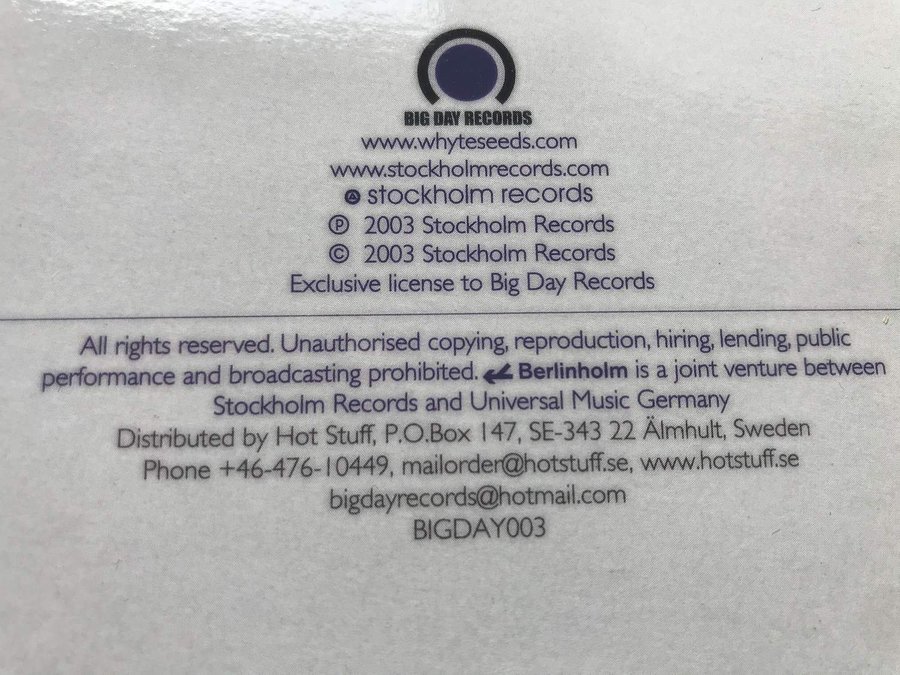 BIG DAY RECORDS
www.whyteseeds.com
www.stockholmrecords.com
stockholm records
℗ 2003 Stockholm Records
© 2003 Stockholm Records
Exclusive license to Big Day Records
All rights reserved. Unauthorised copying, reproduction, hiring, lending, public
performance and broadcasting prohibited. Berlinholm is a joint venture between
Stockholm Records and Universal Music Germany
Distributed by Hot Stuff, P.O.Box 147, SE-343 22 Älmhult, Sweden
Phone +46-476-10449, mailorder@hotstuff.se, www.hotstuff.se
bigdayrecords@hotmail.com
BIGDAY003